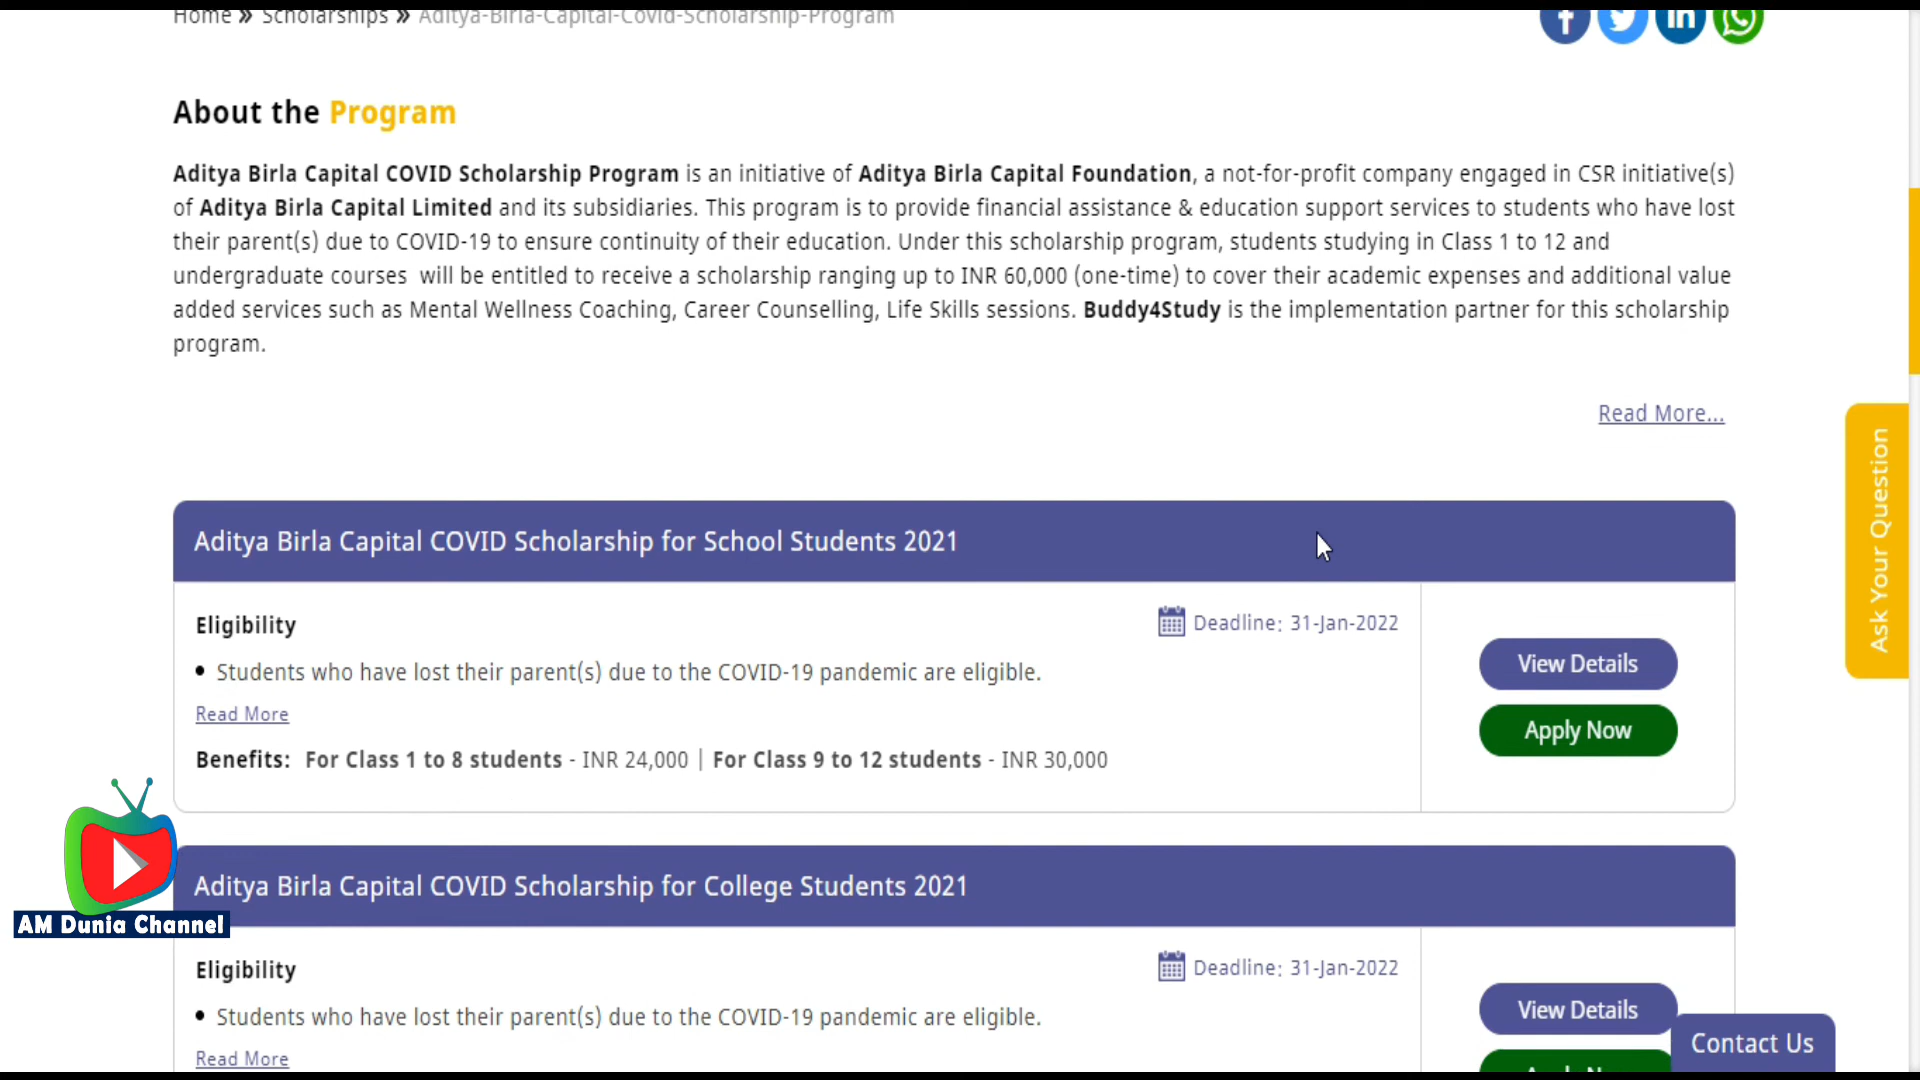 Home » Scholarships » Aditya-Birla-Capital-Covid-Scholarship-Program
About the Program
Aditya Birla Capital COVID Scholarship Program is an initiative of Aditya Birla Capital Foundation, a not-for-profit company engaged in CSR initiative(s)
of Aditya Birla Capital Limited and its subsidiaries. This program is to provide financial assistance & education support services to students who have lost
their parent(s) due to COVID-19 to ensure continuity of their education. Under this scholarship program, students studying in Class 1 to 12 and
undergraduate courses will be entitled to receive a scholarship ranging up to INR 60,000 (one-time) to cover their academic expenses and additional value
added services such as Mental Wellness Coaching, Career Counselling, Life Skills sessions. Buddy4Study is the implementation partner for this scholarship
program.
Read More...
Ask Your Question
Aditya Birla Capital COVID Scholarship for School Students 2021
Eligibility
Deadline: 31-Jan-2022
• Students who have lost their parent(s) due to the COVID-19 pandemic are eligible.
View Details
Read More
Apply Now
Benefits: For Class 1 to 8 students - INR 24,000 | For Class 9 to 12 students - INR 30,000
Aditya Birla Capital COVID Scholarship for College Students 2021
AM Dunia Channel
Eligibility
Deadline: 31-Jan-2022
• Students who have lost their parent(s) due to the COVID-19 pandemic are eligible.
View Details
Read More
Contact Us